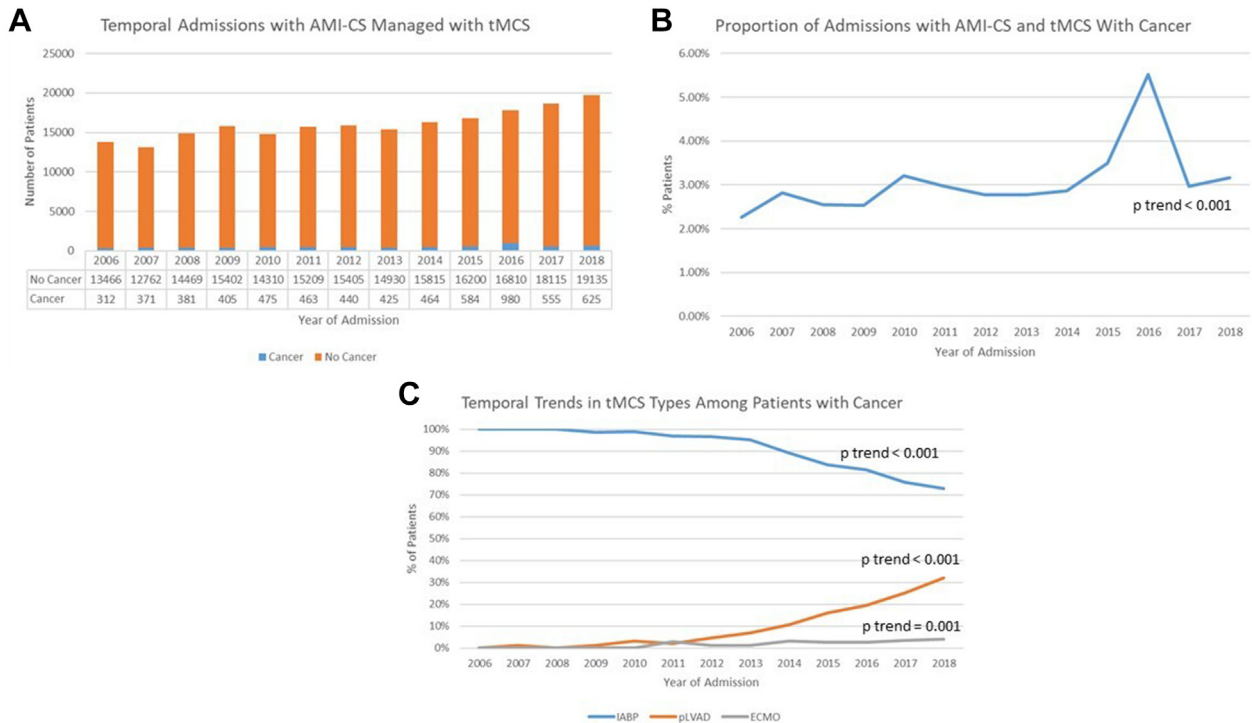 A
Temporal Admissions with AMI-CS Managed with tMCS
Number of Patients
25000
20000
15000
10000
5000
0
2006 2007 2008 2009 2010 2011 2012 2013 2014 2015 2016 2017 2018
No Cancer 13466 12762 14469 15402 14310 15209 15405 14930 15815 16200 16810 18115 19135
Cancer 312 371 381 405 475 463 440 425 464 584 980 555 625
Year of Admission
Cancer No Cancer
B
Proportion of Admissions with AMI-CS and tMCS With Cancer
% Patients
6.00%
5.00%
4.00%
3.00%
2.00%
1.00%
0.00%
p trend < 0.001
2006 2007 2008 2009 2010 2011 2012 2013 2014 2015 2016 2017 2018
Year of Admission
C
Temporal Trends in tMCS Types Among Patients with Cancer
% of Patients
100%
90%
80%
70%
60%
50%
40%
30%
20%
10%
0%
p trend < 0.001
p trend < 0.001
p trend = 0.001
2006 2007 2008 2009 2010 2011 2012 2013 2014 2015 2016 2017 2018
Year of Admission
IABP pLVAD ECMO